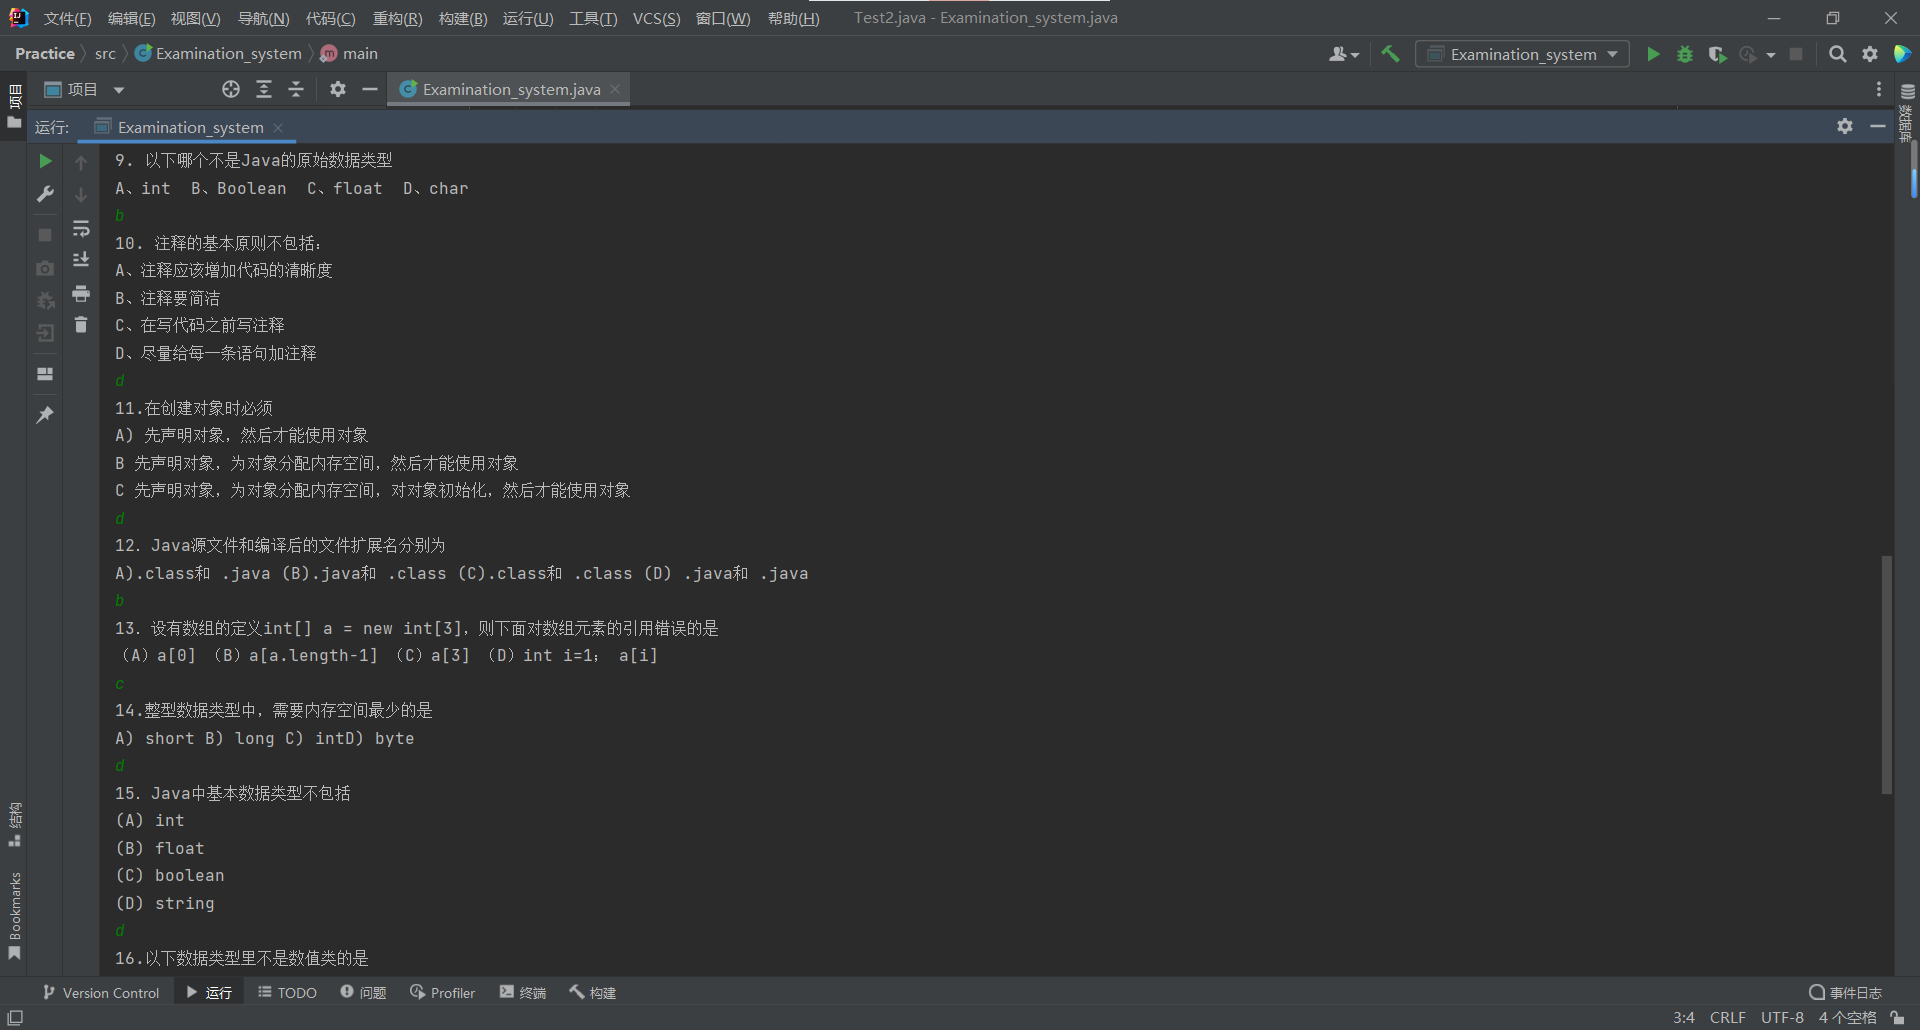 文件(F) 编辑(E) 视图(V) 导航(N) 代码(C) 重构(R) 构建(B) 运行(U) 工具(T) VCS(S) 窗口(W) 帮助(H) Test2.java - Examination_system.java
Practice src Examination_system main Examination_system
项目 项目 Examination_system.java 数据库
运行: Examination_system
9. 以下哪个不是Java的原始数据类型
A、int B、Boolean C、float D、char
b
10. 注释的基本原则不包括：
A、注释应该增加代码的清晰度
B、注释要简洁
C、在写代码之前写注释
D、尽量给每一条语句加注释
d
11.在创建对象时必须
A) 先声明对象，然后才能使用对象
B 先声明对象，为对象分配内存空间，然后才能使用对象
C 先声明对象，为对象分配内存空间，对对象初始化，然后才能使用对象
d
12．Java源文件和编译后的文件扩展名分别为
A).class和 .java (B).java和 .class (C).class和 .class (D) .java和 .java
b
13．设有数组的定义int[] a = new int[3]，则下面对数组元素的引用错误的是
（A）a[0] （B）a[a.length-1] （C）a[3] （D）int i=1； a[i]
c
14.整型数据类型中，需要内存空间最少的是
A) short B) long C) intD) byte
d
15．Java中基本数据类型不包括
(A) int
(B) float
(C) boolean
(D) string
d
16.以下数据类型里不是数值类的是
结构
Bookmarks
Version Control 运行 TODO 问题 Profiler 终端 构建 事件日志
3:4 CRLF UTF-8 4 个空格